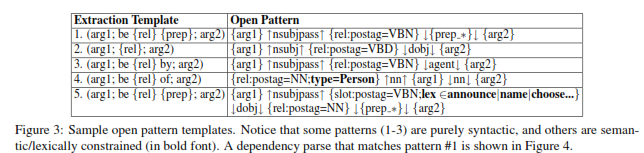 Extraction Template Open Pattern
1. (arg1; be {rel} {prep}; arg2) {arg1} ↑nsubjpass↑ {rel:postag=VBN} ↓{prep_*}↓ {arg2}
2. (arg1; {rel}; arg2) {arg1} ↑nsubj↑ {rel:postag=VBD} ↓dobj↓ {arg2}
3. (arg1; be {rel} by; arg2) {arg1} ↑nsubjpass↑ {rel:postag=VBN} ↓agent↓ {arg2}
4. (arg1; be {rel} of; arg2) {rel:postag=NN;type=Person} ↑nn↑ {arg1} ↓nn↓ {arg2}
5. (arg1; be {rel} {prep}; arg2) {arg1} ↑nsubjpass↑ {slot:postag=VBN;lex ∈announce|name|choose...}
↓dobj↓ {rel:postag=NN} ↓{prep_*}↓ {arg2}
Figure 3: Sample open pattern templates. Notice that some patterns (1-3) are purely syntactic, and others are seman-
tic/lexically constrained (in bold font). A dependency parse that matches pattern #1 is shown in Figure 4.